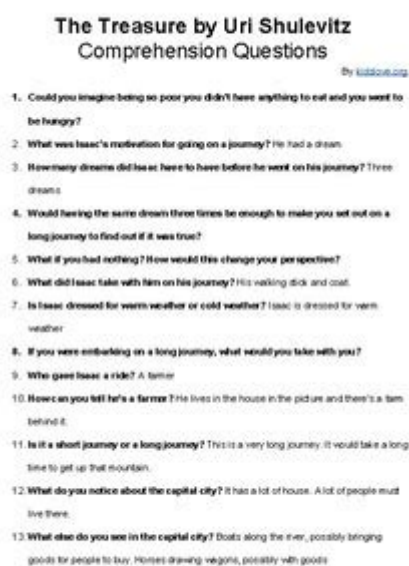 The Treasure by Uri Shulevitz
Comprehension Questions
By kiddlove.org
1. Could you imagine being so poor you didn't have anything to eat and you went to
be hungry?
2. What was Isaac's motivation for going on a journey? He had a dream
3. How many dreams did Isaac have to have before he went on his journey? Three
dreams
4. Would having the same dream three times be enough to make you set out on a
long journey to find out if it was true?
5. What if you had nothing? How would this change your perspective?
6. What did Isaac take with him on his journey? His walking stick and coat.
7. Is Isaac dressed for warm weather or cold weather? Isaac is dressed for warm
weather
8. If you were embarking on a long journey, what would you take with you?
9. Who gave Isaac a ride? A farmer
10. How can you tell he's a farmer? He lives in the house in the picture and there's a farm
behind it.
11. Is it a short journey or a long journey? This is a very long journey. It would take a long
time to get up that mountain.
12. What do you notice about the capital city? It has a lot of house. A lot of people must
live there.
13. What else do you see in the capital city? Boats along the river, possibly bringing
goods for people to buy. Horses drawing wagons, possibly with goods